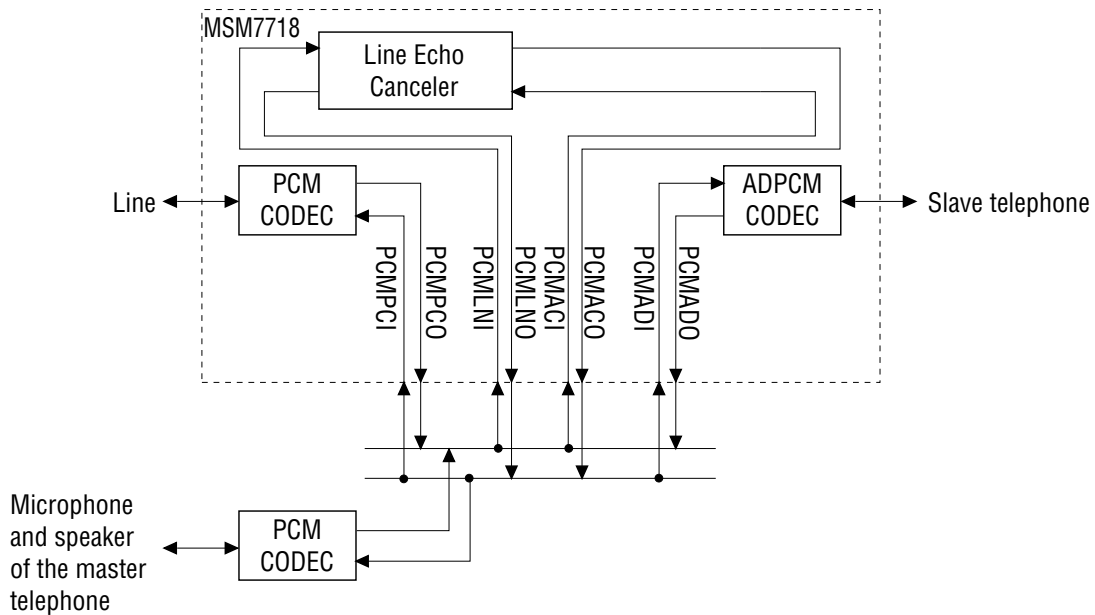 MSM7718
Line Echo
Canceler
Line
PCM
CODEC
ADPCM
CODEC
Slave telephone
PCMPCI
PCMPCO
PCMLNI
PCMLNO
PCMACI
PCMACO
PCMADI
PCMADO
Microphone
and speaker
of the master
telephone
PCM
CODEC